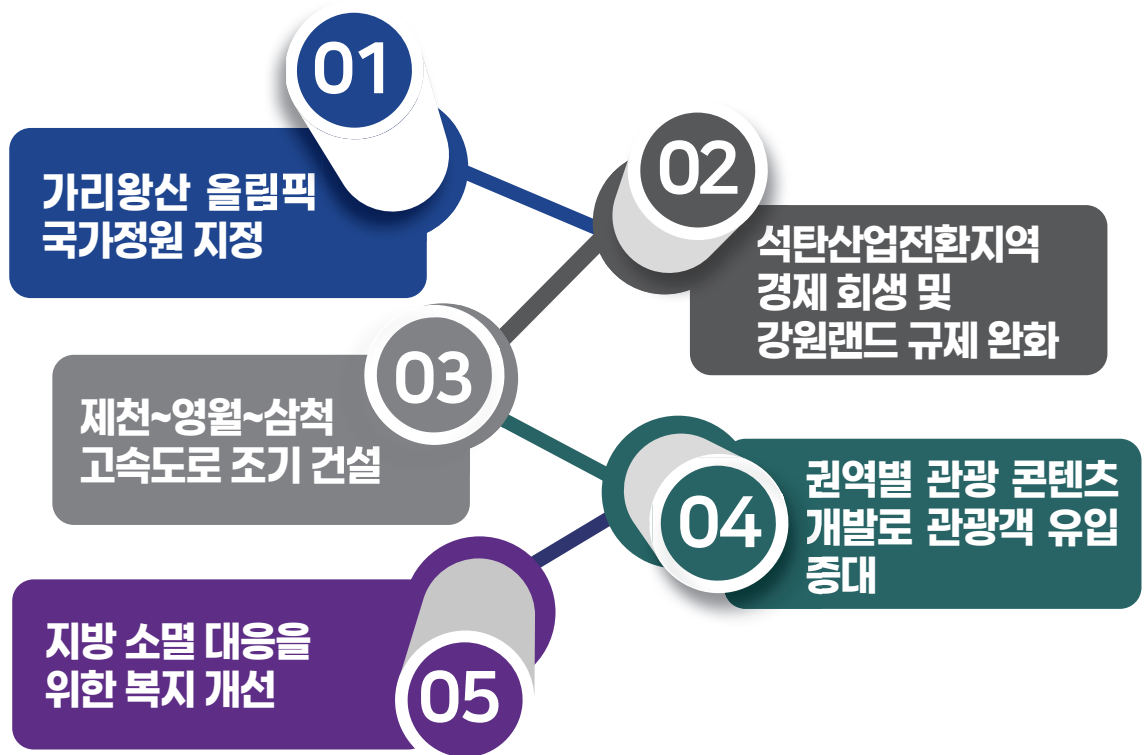 01
가리왕산 올림픽
국가정원 지정
02
석탄산업전환지역
경제 회생 및
강원랜드 규제 완화
03
제천~영월~삼척
고속도로 조기 건설
04
권역별 관광 콘텐츠
개발로 관광객 유입
증대
05
지방 소멸 대응을
위한 복지 개선